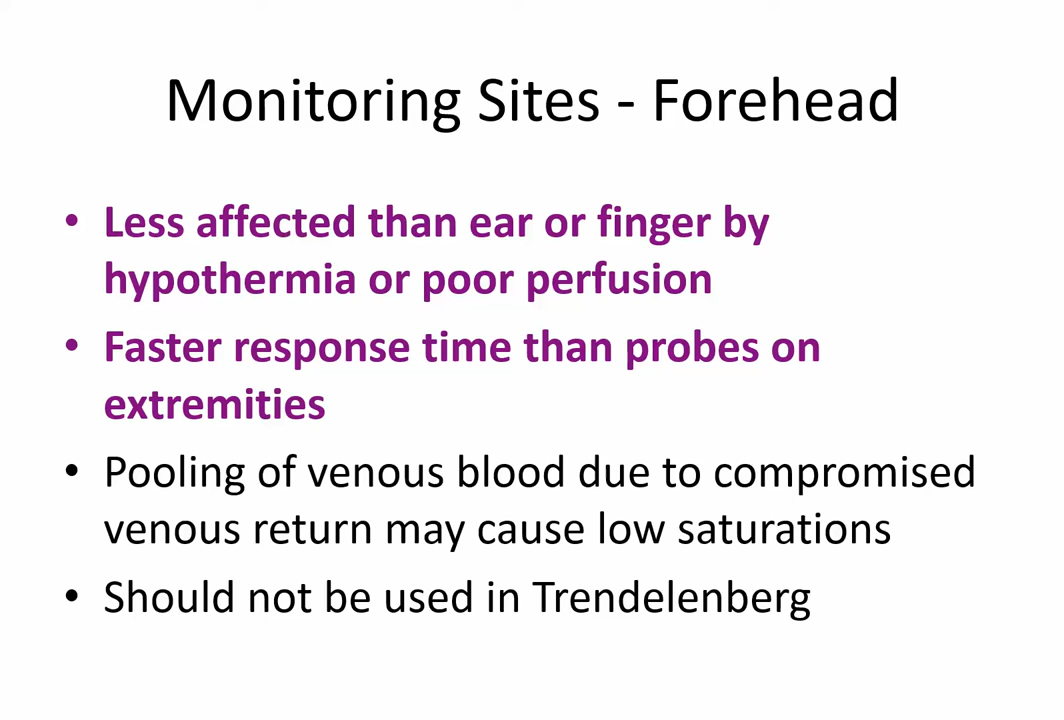 Monitoring Sites - Forehead
• Less affected than ear or finger by
hypothermia or poor perfusion
• Faster response time than probes on
extremities
• Pooling of venous blood due to compromised
venous return may cause low saturations
• Should not be used in Trendelenberg